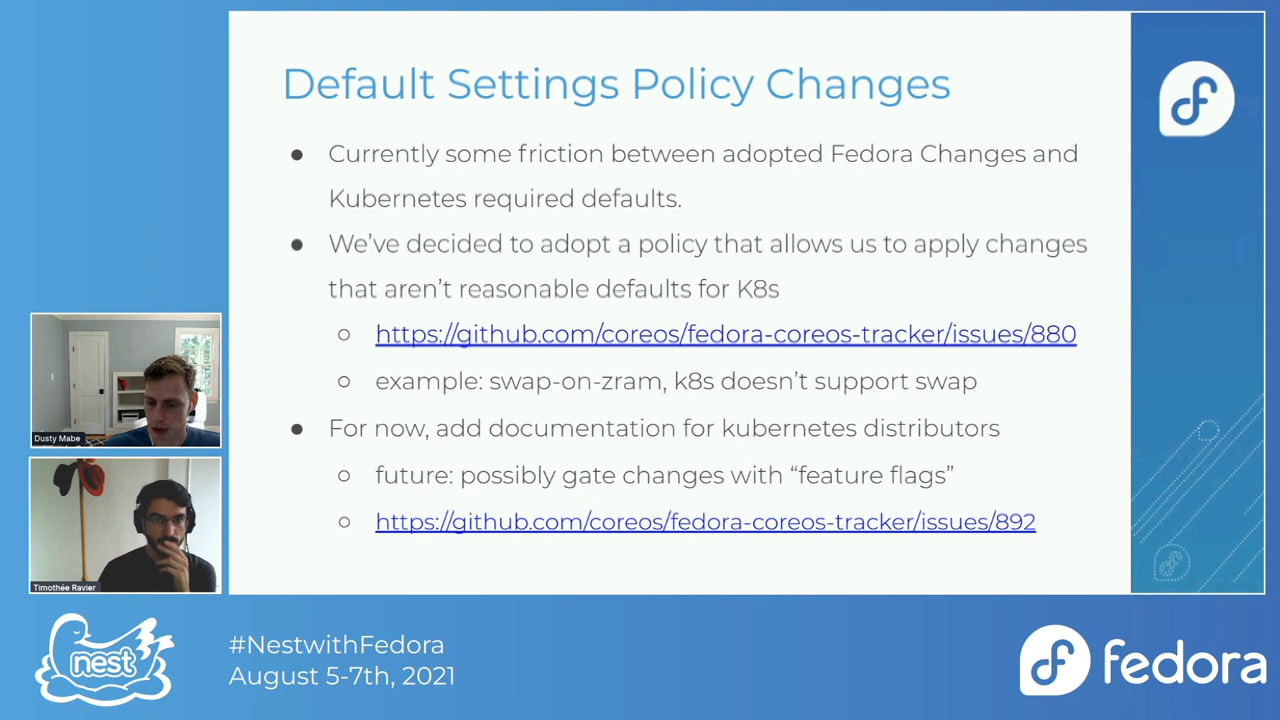 Default Settings Policy Changes
● Currently some friction between adopted Fedora Changes and
Kubernetes required defaults.
● We’ve decided to adopt a policy that allows us to apply changes
that aren’t reasonable defaults for K8s
○ https://github.com/coreos/fedora-coreos-tracker/issues/880
○ example: swap-on-zram, k8s doesn’t support swap
● For now, add documentation for kubernetes distributors
○ future: possibly gate changes with “feature flags”
○ https://github.com/coreos/fedora-coreos-tracker/issues/892
Dusty Mabe
Timothée Ravier
nest
#NestwithFedora
August 5-7th, 2021
fedora